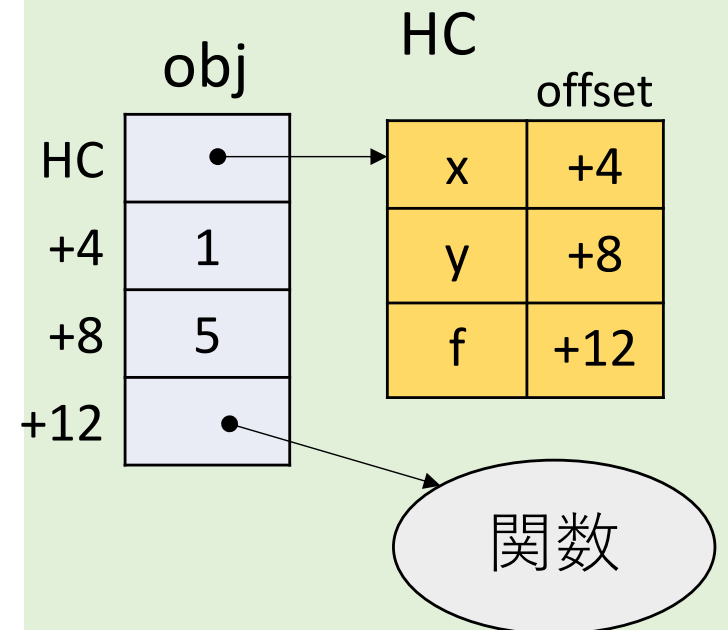 obj
HC
+4 1
+8 5
+12
HC
offset
x +4
y +8
f +12
関数